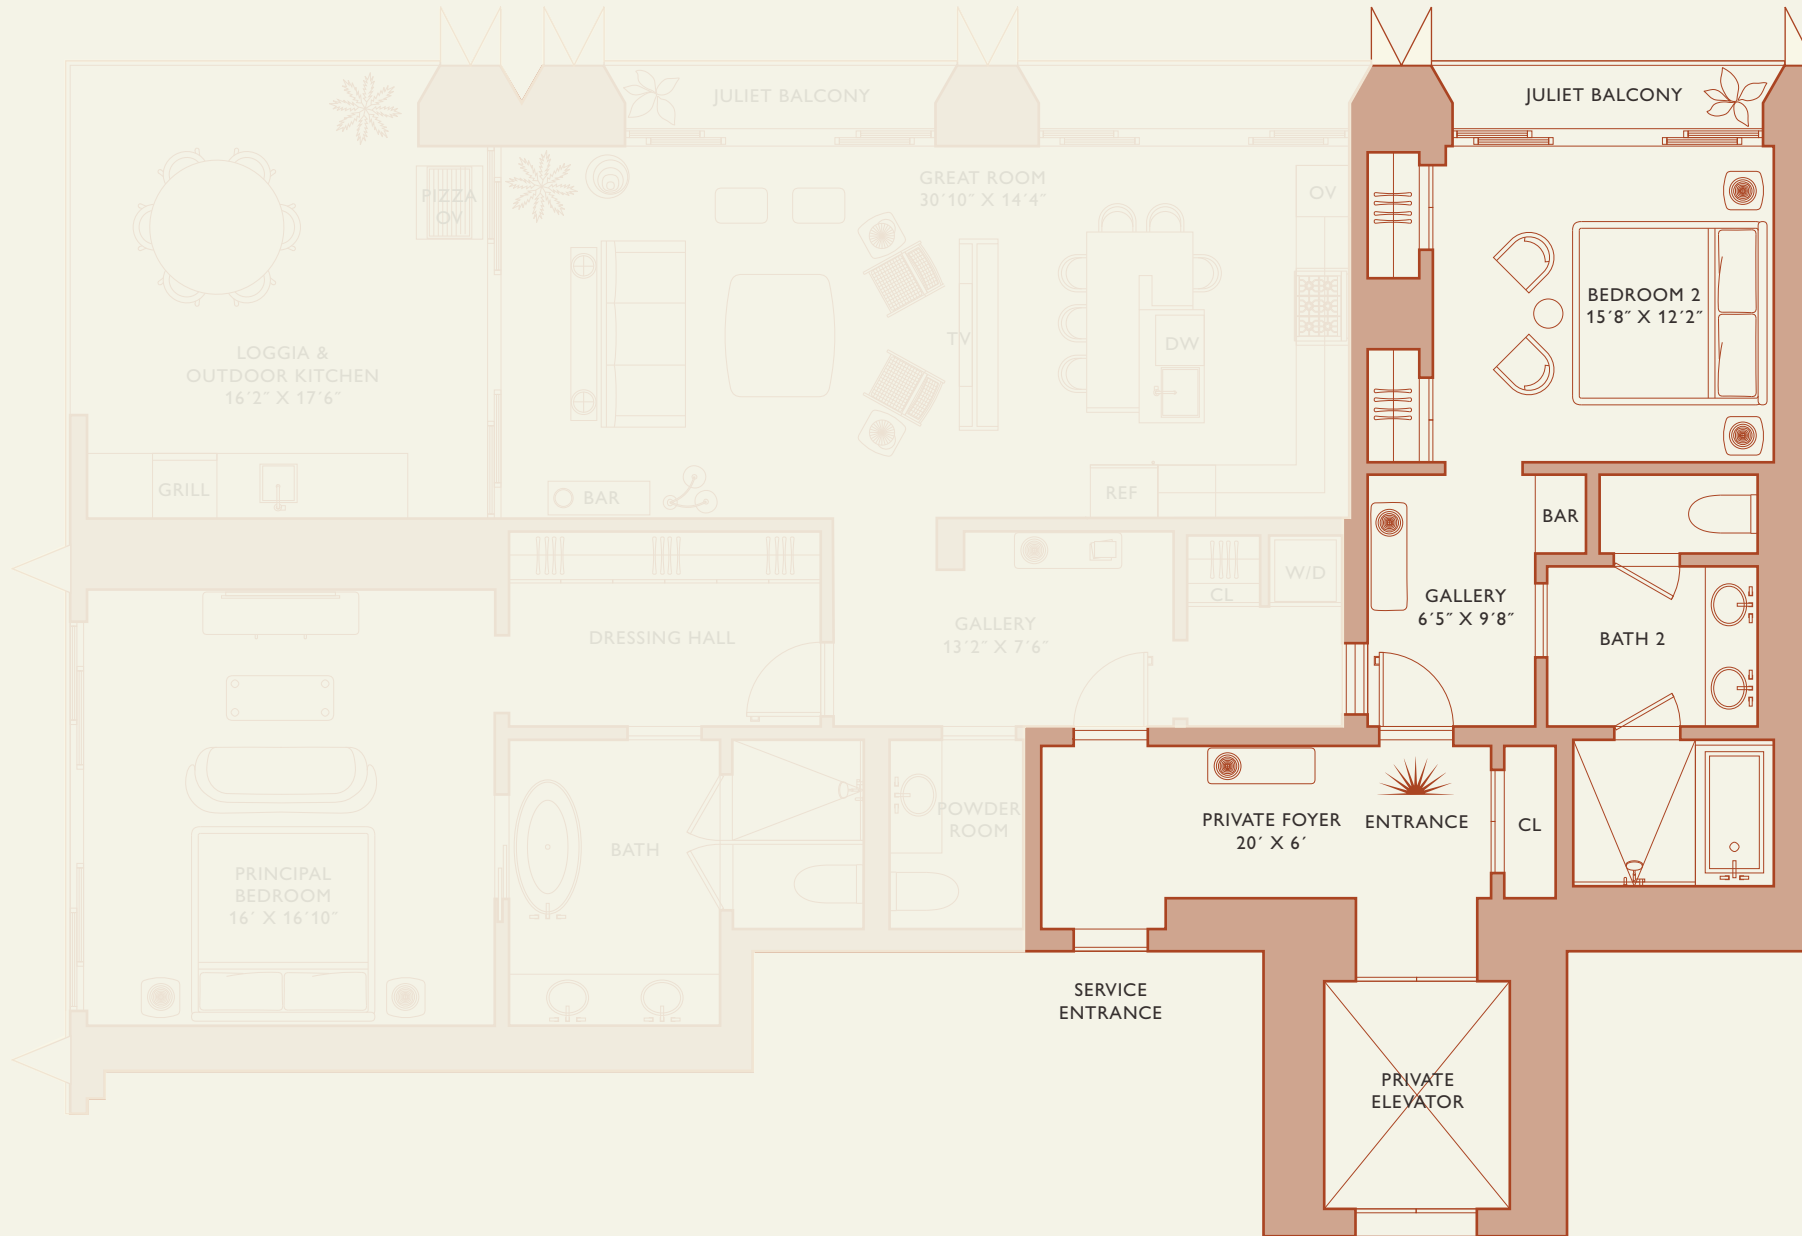 JULIET BALCONY
JULIET BALCONY
PIZZA
OV
GREAT ROOM
30´10˝ X 14´4˝
OV
BEDROOM 2
15´8˝ X 12´2˝
TV
DW
LOGGIA &
OUTDOOR KITCHEN
16´2˝ X 17´6˝
GRILL
BAR
REF
BAR
W/D
CL
GALLERY
6´5˝ X 9´8˝
DRESSING HALL
GALLERY
13´2˝ X 7´6˝
BATH 2
POWDER
ROOM
PRIVATE FOYER
20´ X 6´
ENTRANCE
CL
BATH
PRINCIPAL
BEDROOM
16´ X 16´10˝
SERVICE
ENTRANCE
PRIVATE
ELEVATOR